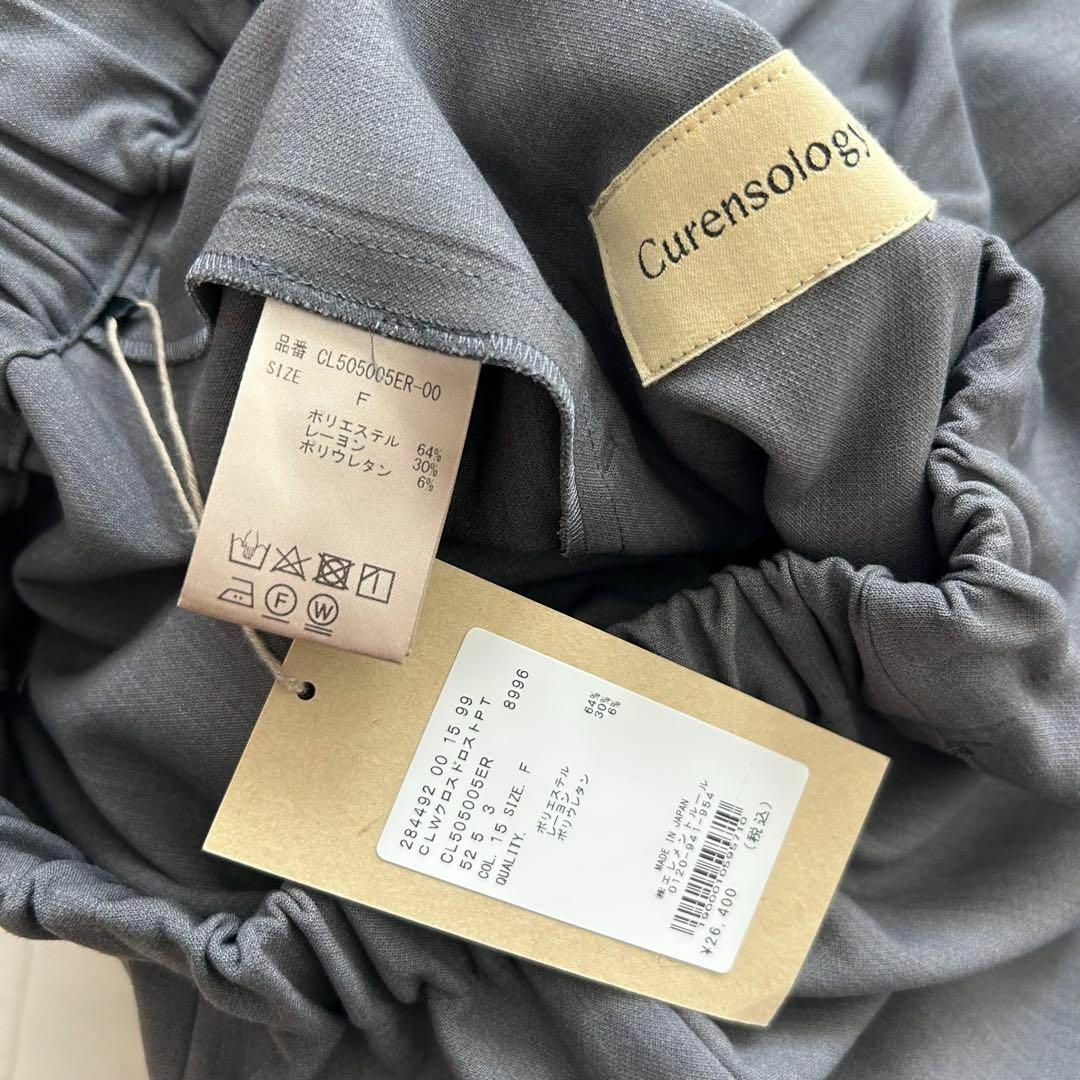 Curensology
品番 CL505005ER-00
SIZE
F
ポリエステル 64%
レーヨン 30%
ポリウレタン 6%
F
W
284492 00 15 99
CLWクロスドロストPT
CL505005ER 8996
52 5 3
COL. 15 SIZE. F
QUALITY.
ポリエステル 64%
レーヨン 30%
ポリウレタン 6%
MADE IN JAPAN
㈱エレメントルール
0120-941-954
1900010595710
¥26,400 (税込)